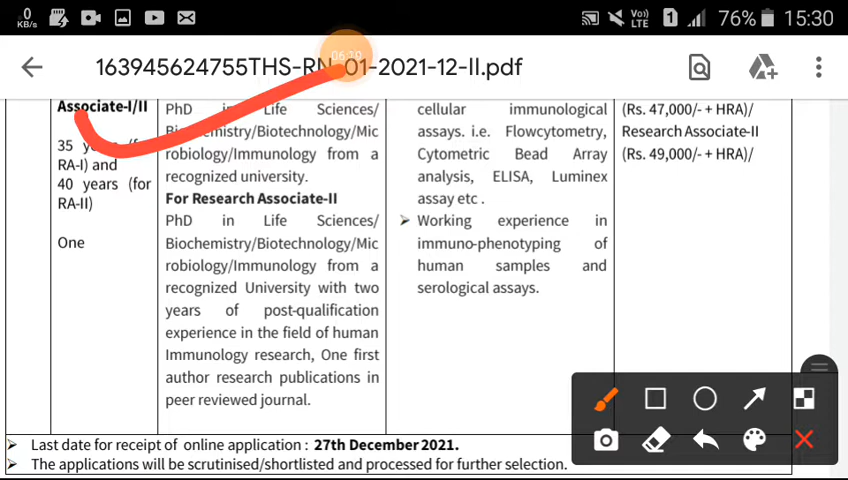 0
KB/s
Vo))
LTE
1
76%
15:30
06:29
163945624755THS-RN-01-2021-12-II.pdf
Associate-I/II
35
RA-I) and
40 years (for
RA-II)
One
PhD in Life Sciences/
Biochemistry/Biotechnology/Mic
robiology/Immunology from a
recognized university.
For Research Associate-II
PhD in Life Sciences/
Biochemistry/Biotechnology/Mic
robiology/Immunology from a
recognized University with two
years of post-qualification
experience in the field of human
Immunology research, One first
author research publications in
peer reviewed journal.
cellular immunological
assays. i.e. Flowcytometry,
Cytometric Bead Array
analysis, ELISA, Luminex
assay etc .
➢ Working experience in
immuno-phenotyping of
human samples and
serological assays.
(Rs. 47,000/- + HRA)/
Research Associate-II
(Rs. 49,000/- + HRA)/
➢ Last date for receipt of online application : 27th December 2021.
➢ The applications will be scrutinised/shortlisted and processed for further selection.